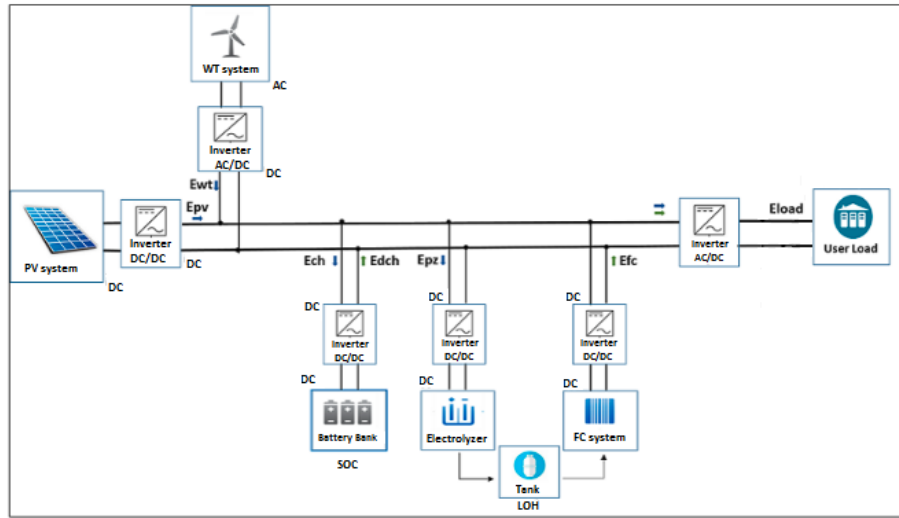 WT system
AC
Inverter
AC/DC
DC
Ewt
Epv
Eload
Inverter
DC/DC
DC
PV system
DC
Inverter
AC/DC
User Load
Ech
Edch
Epz
Efc
DC
DC
DC
Inverter
DC/DC
Inverter
DC/DC
Inverter
DC/DC
DC
DC
DC
Battery Bank
Electrolyzer
FC system
SOC
Tank
LOH